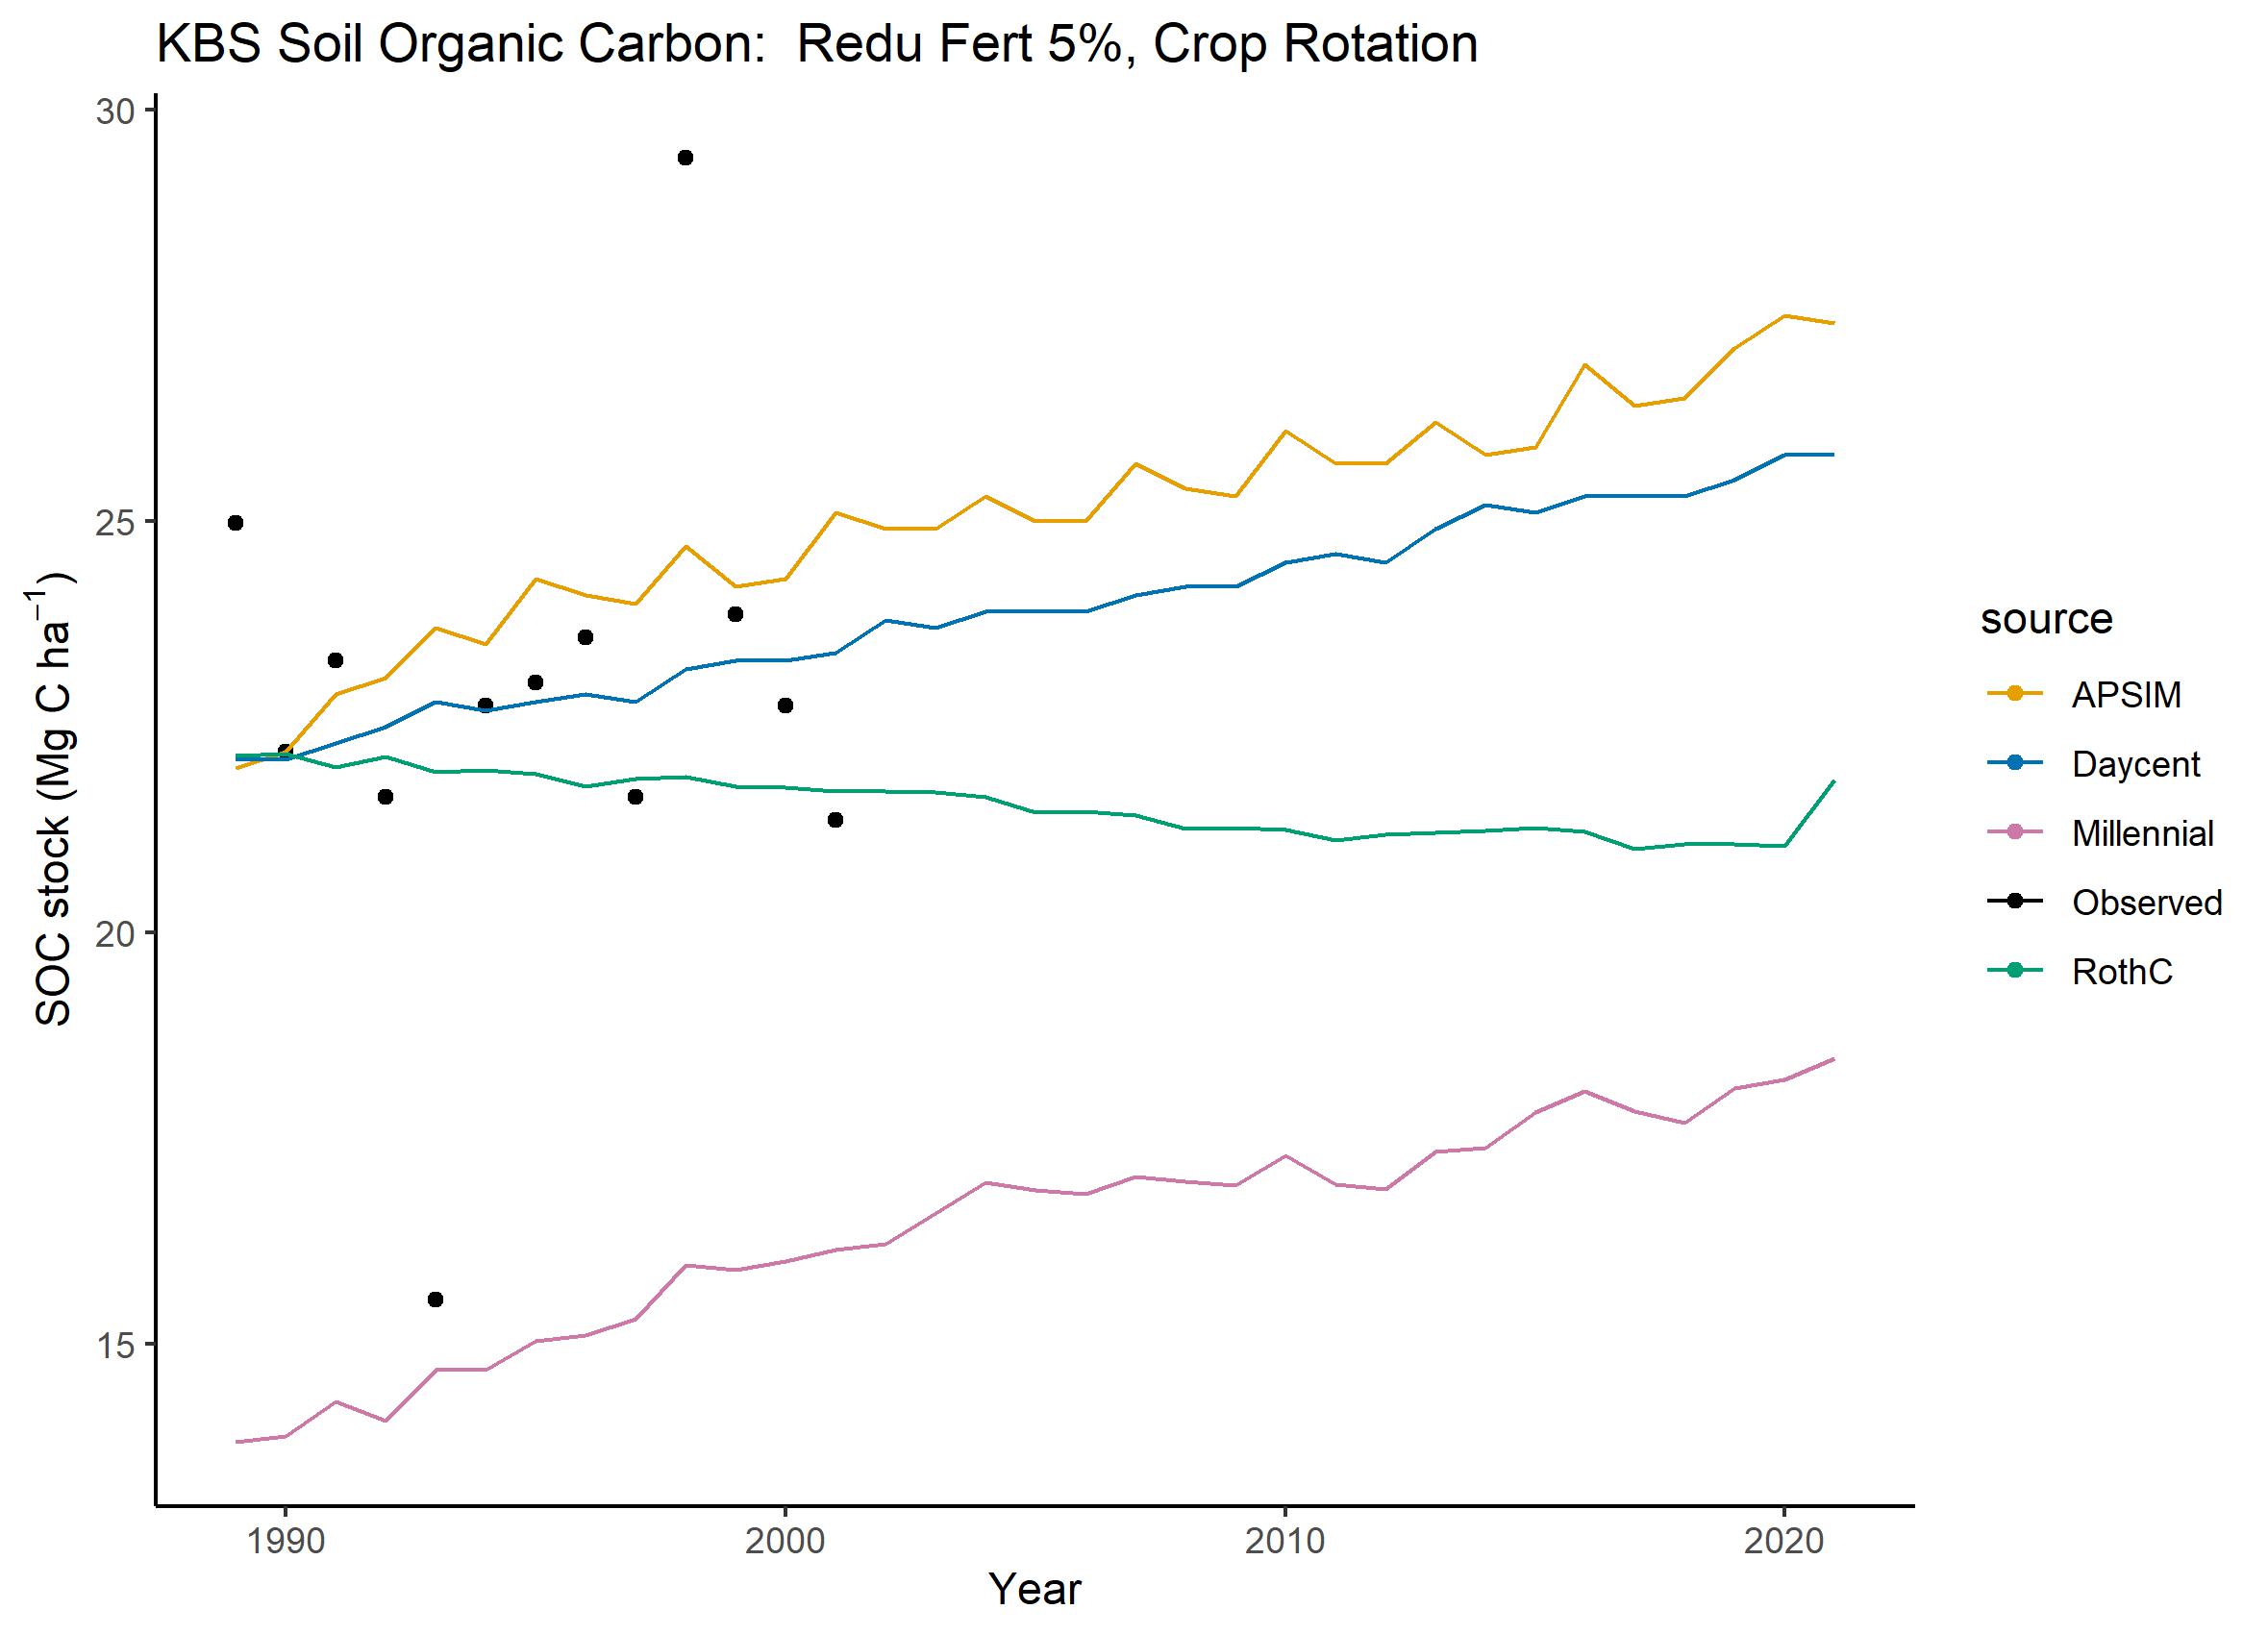 KBS Soil Organic Carbon:  Redu Fert 5%, Crop Rotation
30
25
20
15
SOC stock (Mg C ha⁻¹)
1990
2000
2010
2020
Year
source
APSIM
Daycent
Millennial
Observed
RothC